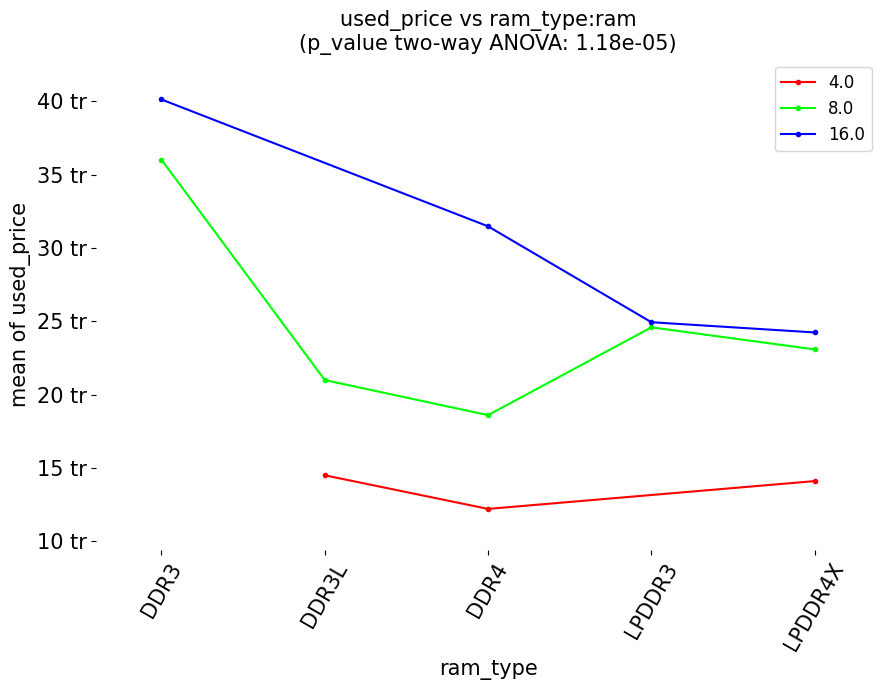 used_price vs ram_type:ram
(p_value two-way ANOVA: 1.18e-05)
4.0
8.0
16.0
40 tr
35 tr
30 tr
25 tr
20 tr
15 tr
10 tr
mean of used_price
DDR3
DDR3L
DDR4
LPDDR3
LPDDR4X
ram_type